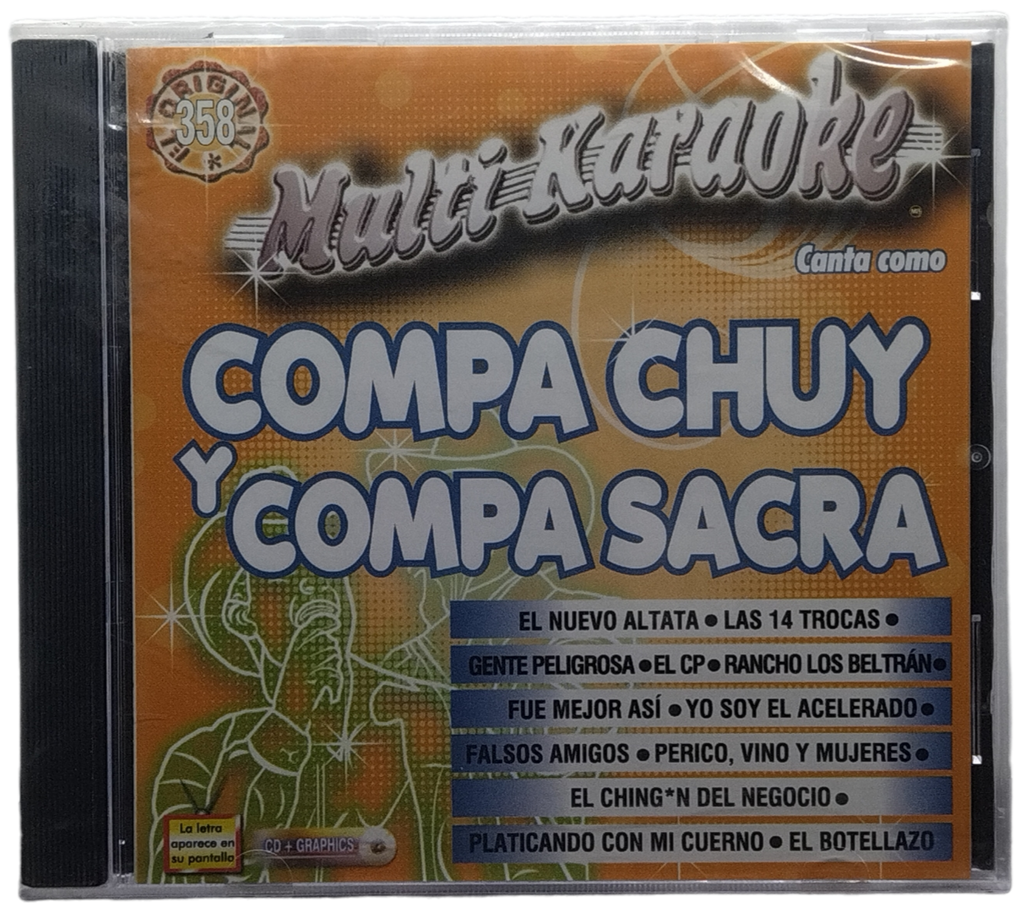 EL ORIGINAL
358
Multi Karaoke
Canta como
COMPA CHUY
Y COMPA SACRA
EL NUEVO ALTATA ● LAS 14 TROCAS ●
GENTE PELIGROSA ● EL CP ● RANCHO LOS BELTRÁN ●
FUE MEJOR ASÍ ● YO SOY EL ACELERADO ●
FALSOS AMIGOS ● PERICO, VINO Y MUJERES ●
EL CHING*N DEL NEGOCIO ●
PLATICANDO CON MI CUERNO ● EL BOTELLAZO
La letra
aparece en
su pantalla
CD + GRAPHICS